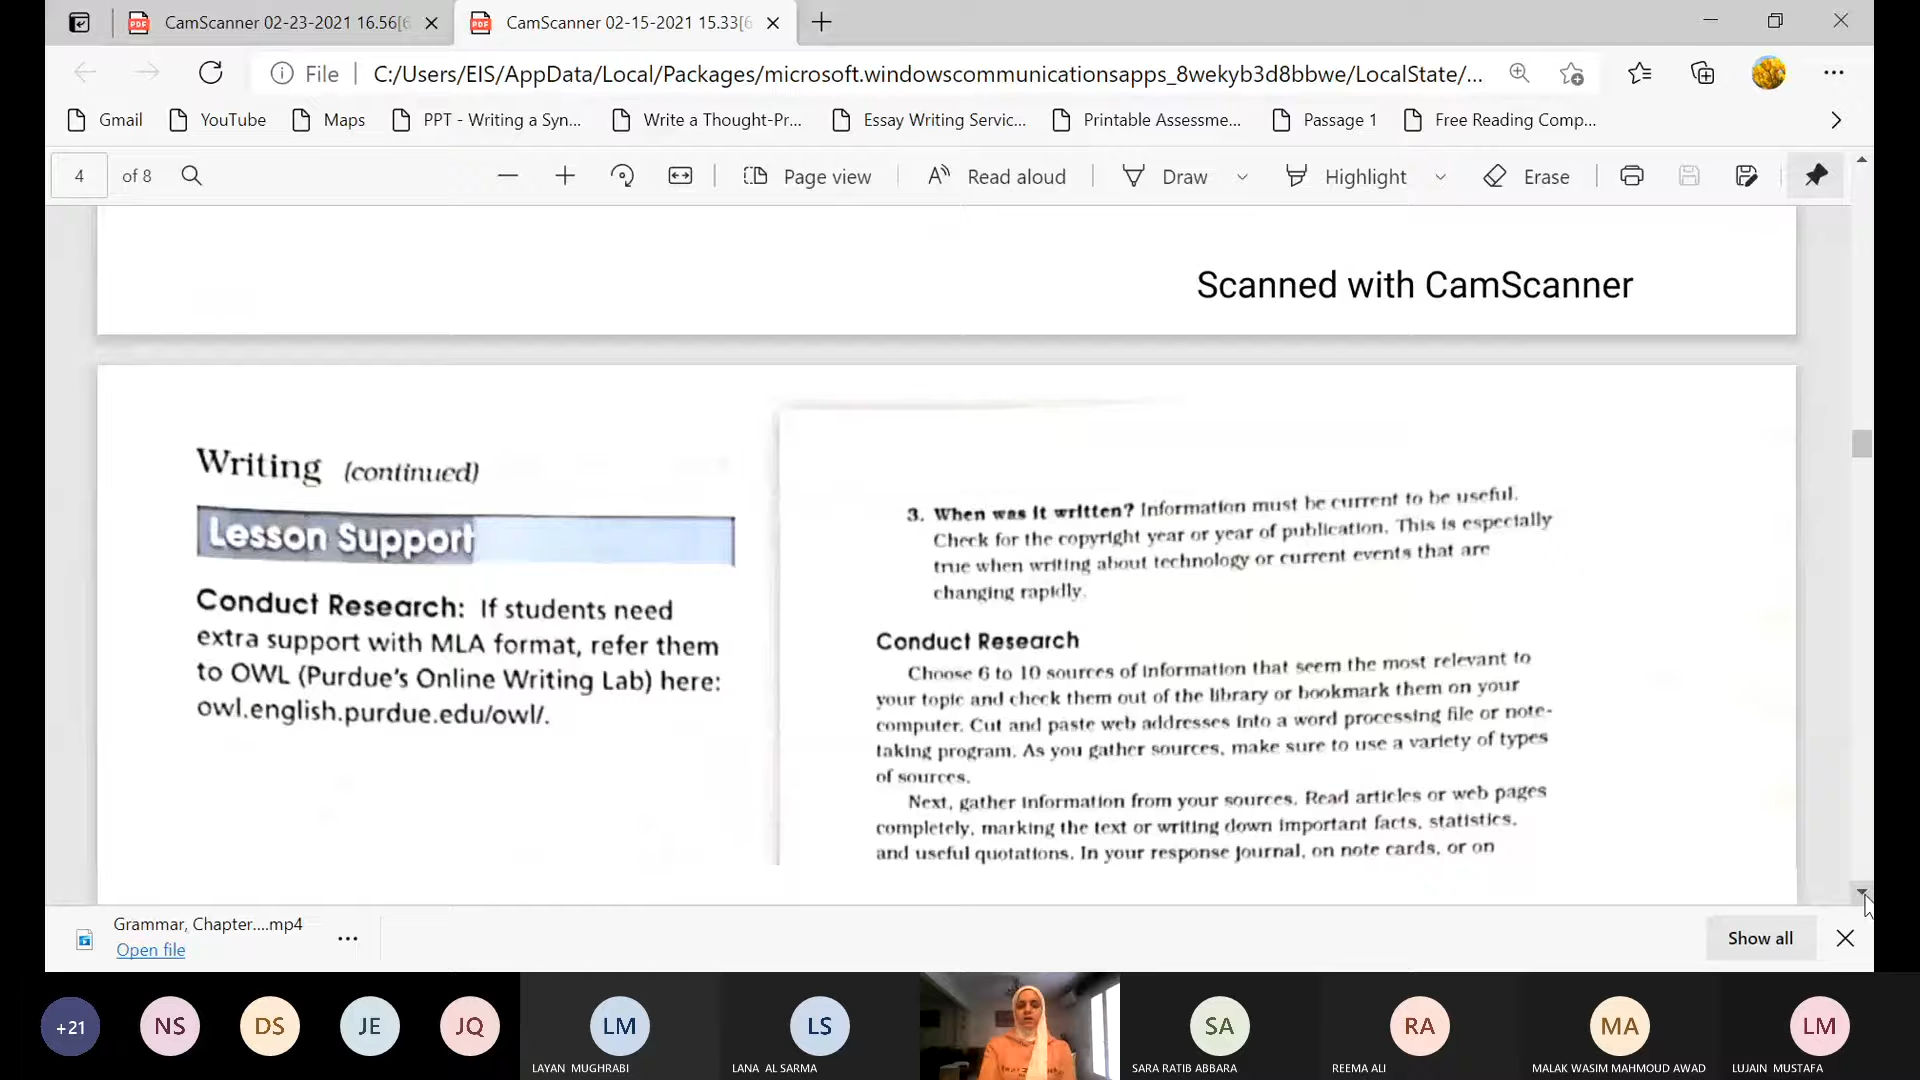 CamScanner 02-23-2021 16.56[6
CamScanner 02-15-2021 15.33[6
File
C:/Users/EIS/AppData/Local/Packages/microsoft.windowscommunicationsapps_8wekyb3d8bbwe/LocalState/...
Gmail
YouTube
Maps
PPT - Writing a Syn...
Write a Thought-Pr...
Essay Writing Servic...
Printable Assessme...
Passage 1
Free Reading Comp...
4 of 8
Page view
Read aloud
Draw
Highlight
Erase
Scanned with CamScanner
Writing (continued)
Lesson Support
Conduct Research: If students need
extra support with MLA format, refer them
to OWL (Purdue's Online Writing Lab) here:
owl.english.purdue.edu/owl/.
3. When was it written? Information must be current to be useful.
Check for the copyright year or year of publication. This is especially
true when writing about technology or current events that are
changing rapidly.
Conduct Research
Choose 6 to 10 sources of information that seem the most relevant to
your topic and check them out of the library or bookmark them on your
computer. Cut and paste web addresses into a word processing file or note-
taking program. As you gather sources, make sure to use a variety of types
of sources.
Next, gather information from your sources. Read articles or web pages
completely, marking the text or writing down important facts, statistics,
and useful quotations. In your response journal, on note cards, or on
Grammar, Chapter....mp4
Open file
Show all
+21
NS
DS
JE
JQ
LM
LAYAN MUGHRABI
LS
LANA AL SARMA
SA
SARA RATIB ABBARA
RA
REEMA ALI
MA
MALAK WASIM MAHMOUD AWAD
LM
LUJAIN MUSTAFA